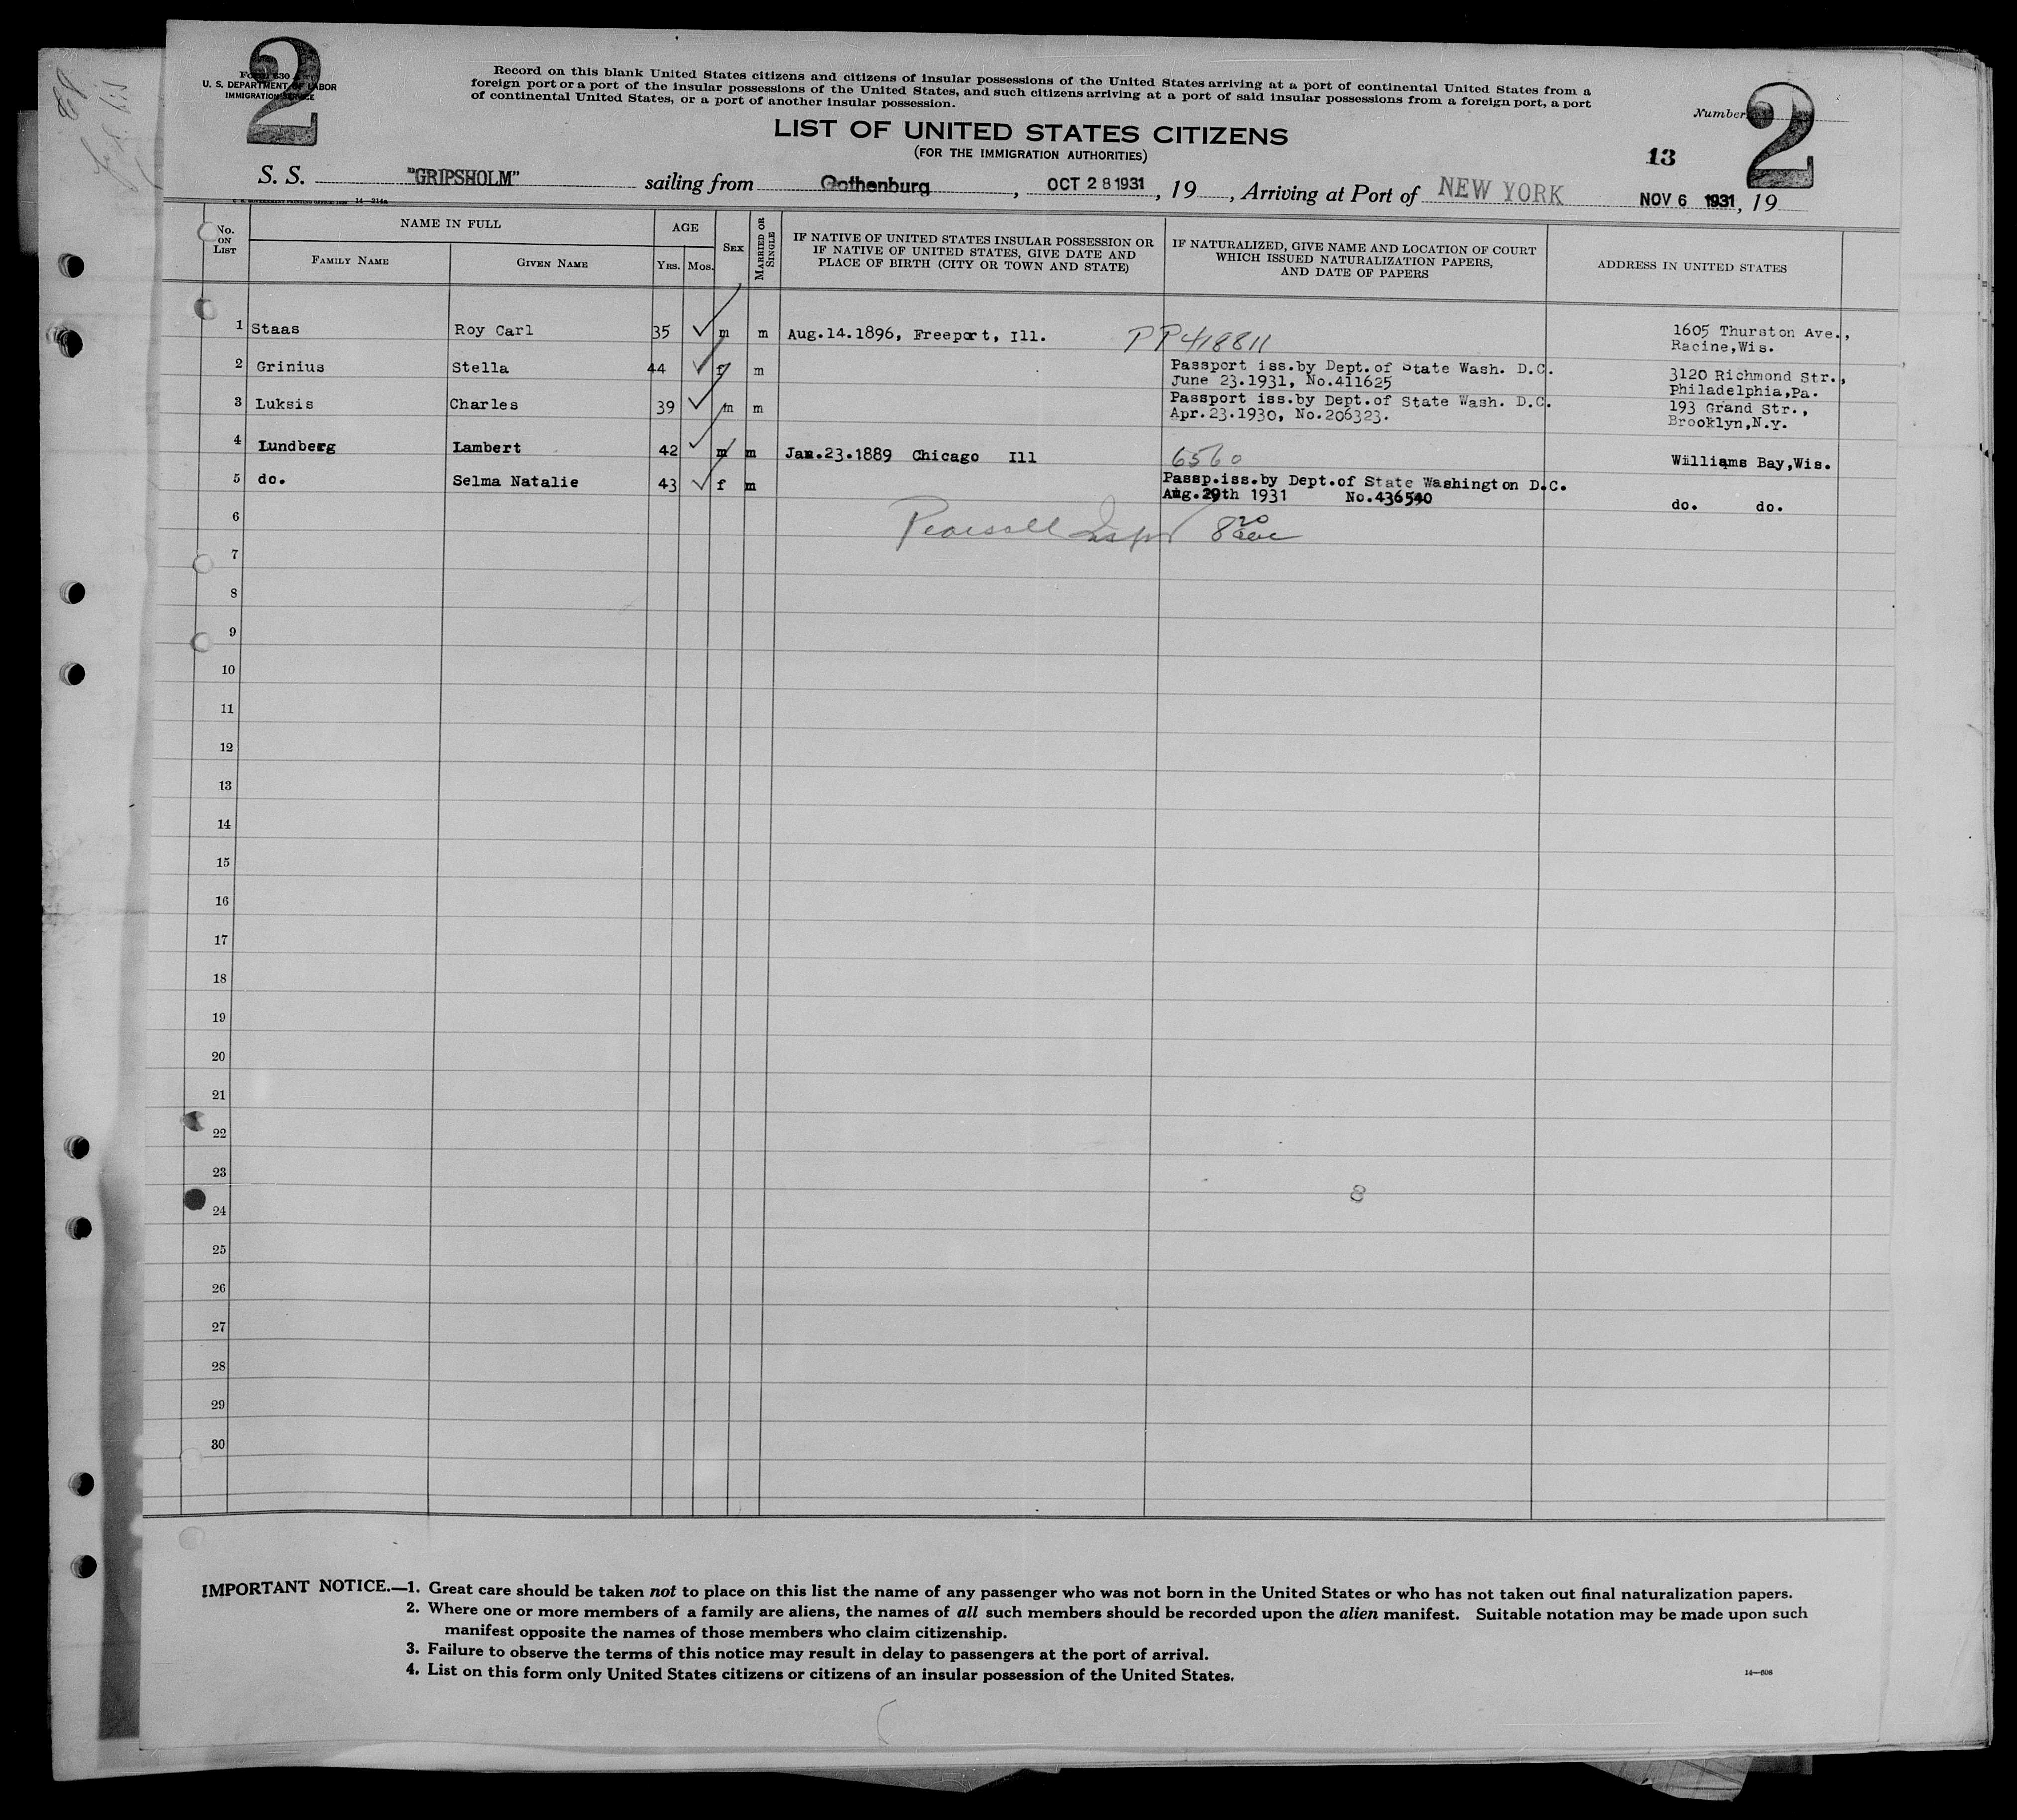 2
Form 630
U. S. DEPARTMENT OF LABOR
IMMIGRATION SERVICE
Record on this blank United States citizens and citizens of insular possessions of the United States arriving at a port of continental United States from a
foreign port or a port of the insular possessions of the United States, and such citizens arriving at a port of said insular possessions from a foreign port, a port
of continental United States, or a port of another insular possession.
Number
2
LIST OF UNITED STATES CITIZENS
(FOR THE IMMIGRATION AUTHORITIES)
13
S. S. "GRIPSHOLM" sailing from Gothenburg, OCT 28 1931, 19, Arriving at Port of NEW YORK NOV 6 1931, 19
14—214a
No. ON LIST
NAME IN FULL
FAMILY NAME
GIVEN NAME
AGE
YRS. MOS.
SEX
MARRIED OR SINGLE
IF NATIVE OF UNITED STATES INSULAR POSSESSION OR
IF NATIVE OF UNITED STATES, GIVE DATE AND
PLACE OF BIRTH (CITY OR TOWN AND STATE)
IF NATURALIZED, GIVE NAME AND LOCATION OF COURT
WHICH ISSUED NATURALIZATION PAPERS,
AND DATE OF PAPERS
ADDRESS IN UNITED STATES
1 Staas Roy Carl 35 m m Aug.14.1896, Freeport, Ill. PP 418811 1605 Thurston Ave.,
Racine,Wis.
2 Grinius Stella 44 f m Passport iss.by Dept.of State Wash. D.C. 3120 Richmond Str.,
June 23.1931, No.411625 Philadelphia,Pa.
3 Luksis Charles 39 m m Passport iss.by Dept.of State Wash. D.C. 193 Grand Str.,
Apr.23.1930, No.206323. Brooklyn,N.Y.
4 Lundberg Lambert 42 m m Jan.23.1889 Chicago Ill 6560 Williams Bay,Wis.
5 do. Selma Natalie 43 f m Passp.iss.by Dept.of State Washington D.C.
Aug.29th 1931 No.436540 do. do.
6 Pearsall Inspr 8 20
7
8
9
10
11
12
13
14
15
16
17
18
19
20
21
22
23
8
24
25
26
27
28
29
30
IMPORTANT NOTICE.—1. Great care should be taken not to place on this list the name of any passenger who was not born in the United States or who has not taken out final naturalization papers.
2. Where one or more members of a family are aliens, the names of all such members should be recorded upon the alien manifest. Suitable notation may be made upon such
manifest opposite the names of those members who claim citizenship.
3. Failure to observe the terms of this notice may result in delay to passengers at the port of arrival.
4. List on this form only United States citizens or citizens of an insular possession of the United States.
14—606